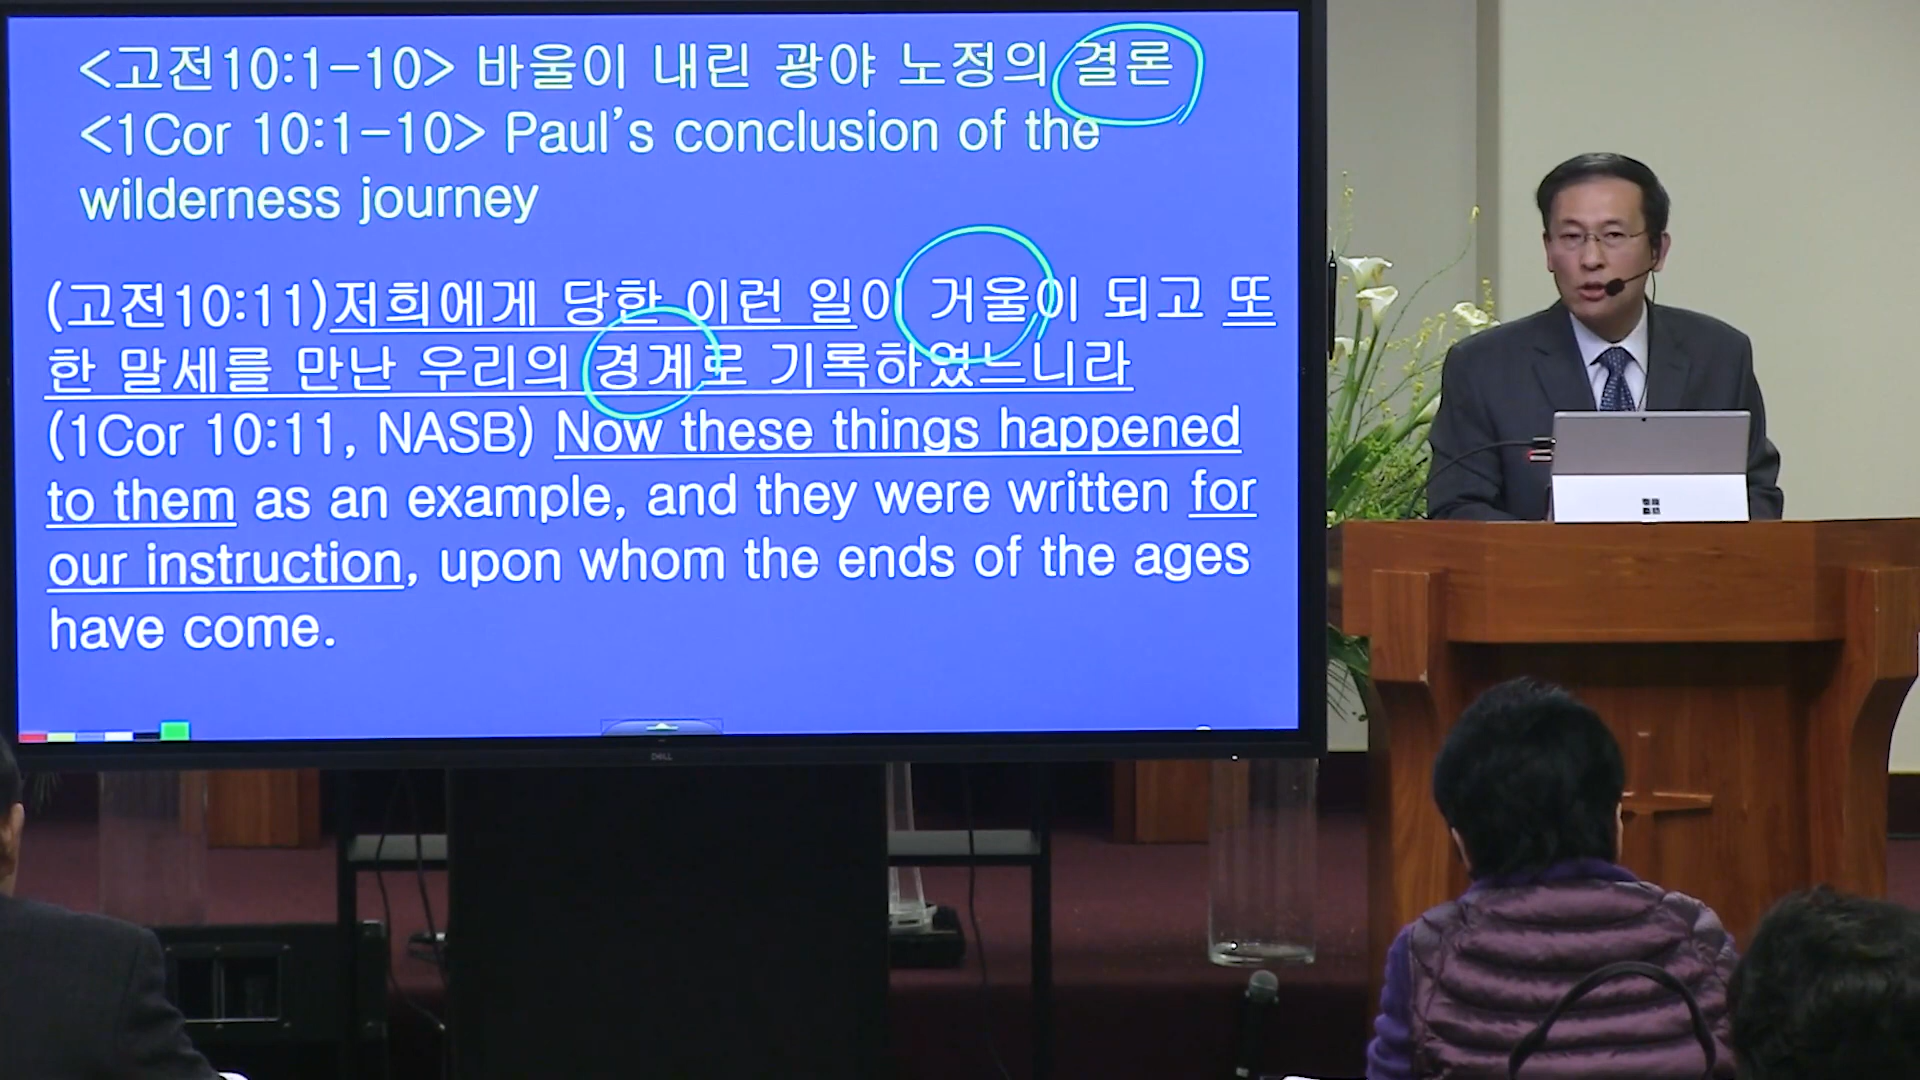 <고전10:1-10> 바울이 내린 광야 노정의 결론
<1Cor 10:1-10> Paul's conclusion of the
wilderness journey
(고전10:11)저희에게 당한 이런 일이 거울이 되고 또
한 말세를 만난 우리의 경계로 기록하였느니라
(1Cor 10:11, NASB) Now these things happened
to them as an example, and they were written for
our instruction, upon whom the ends of the ages
have come.
DELL